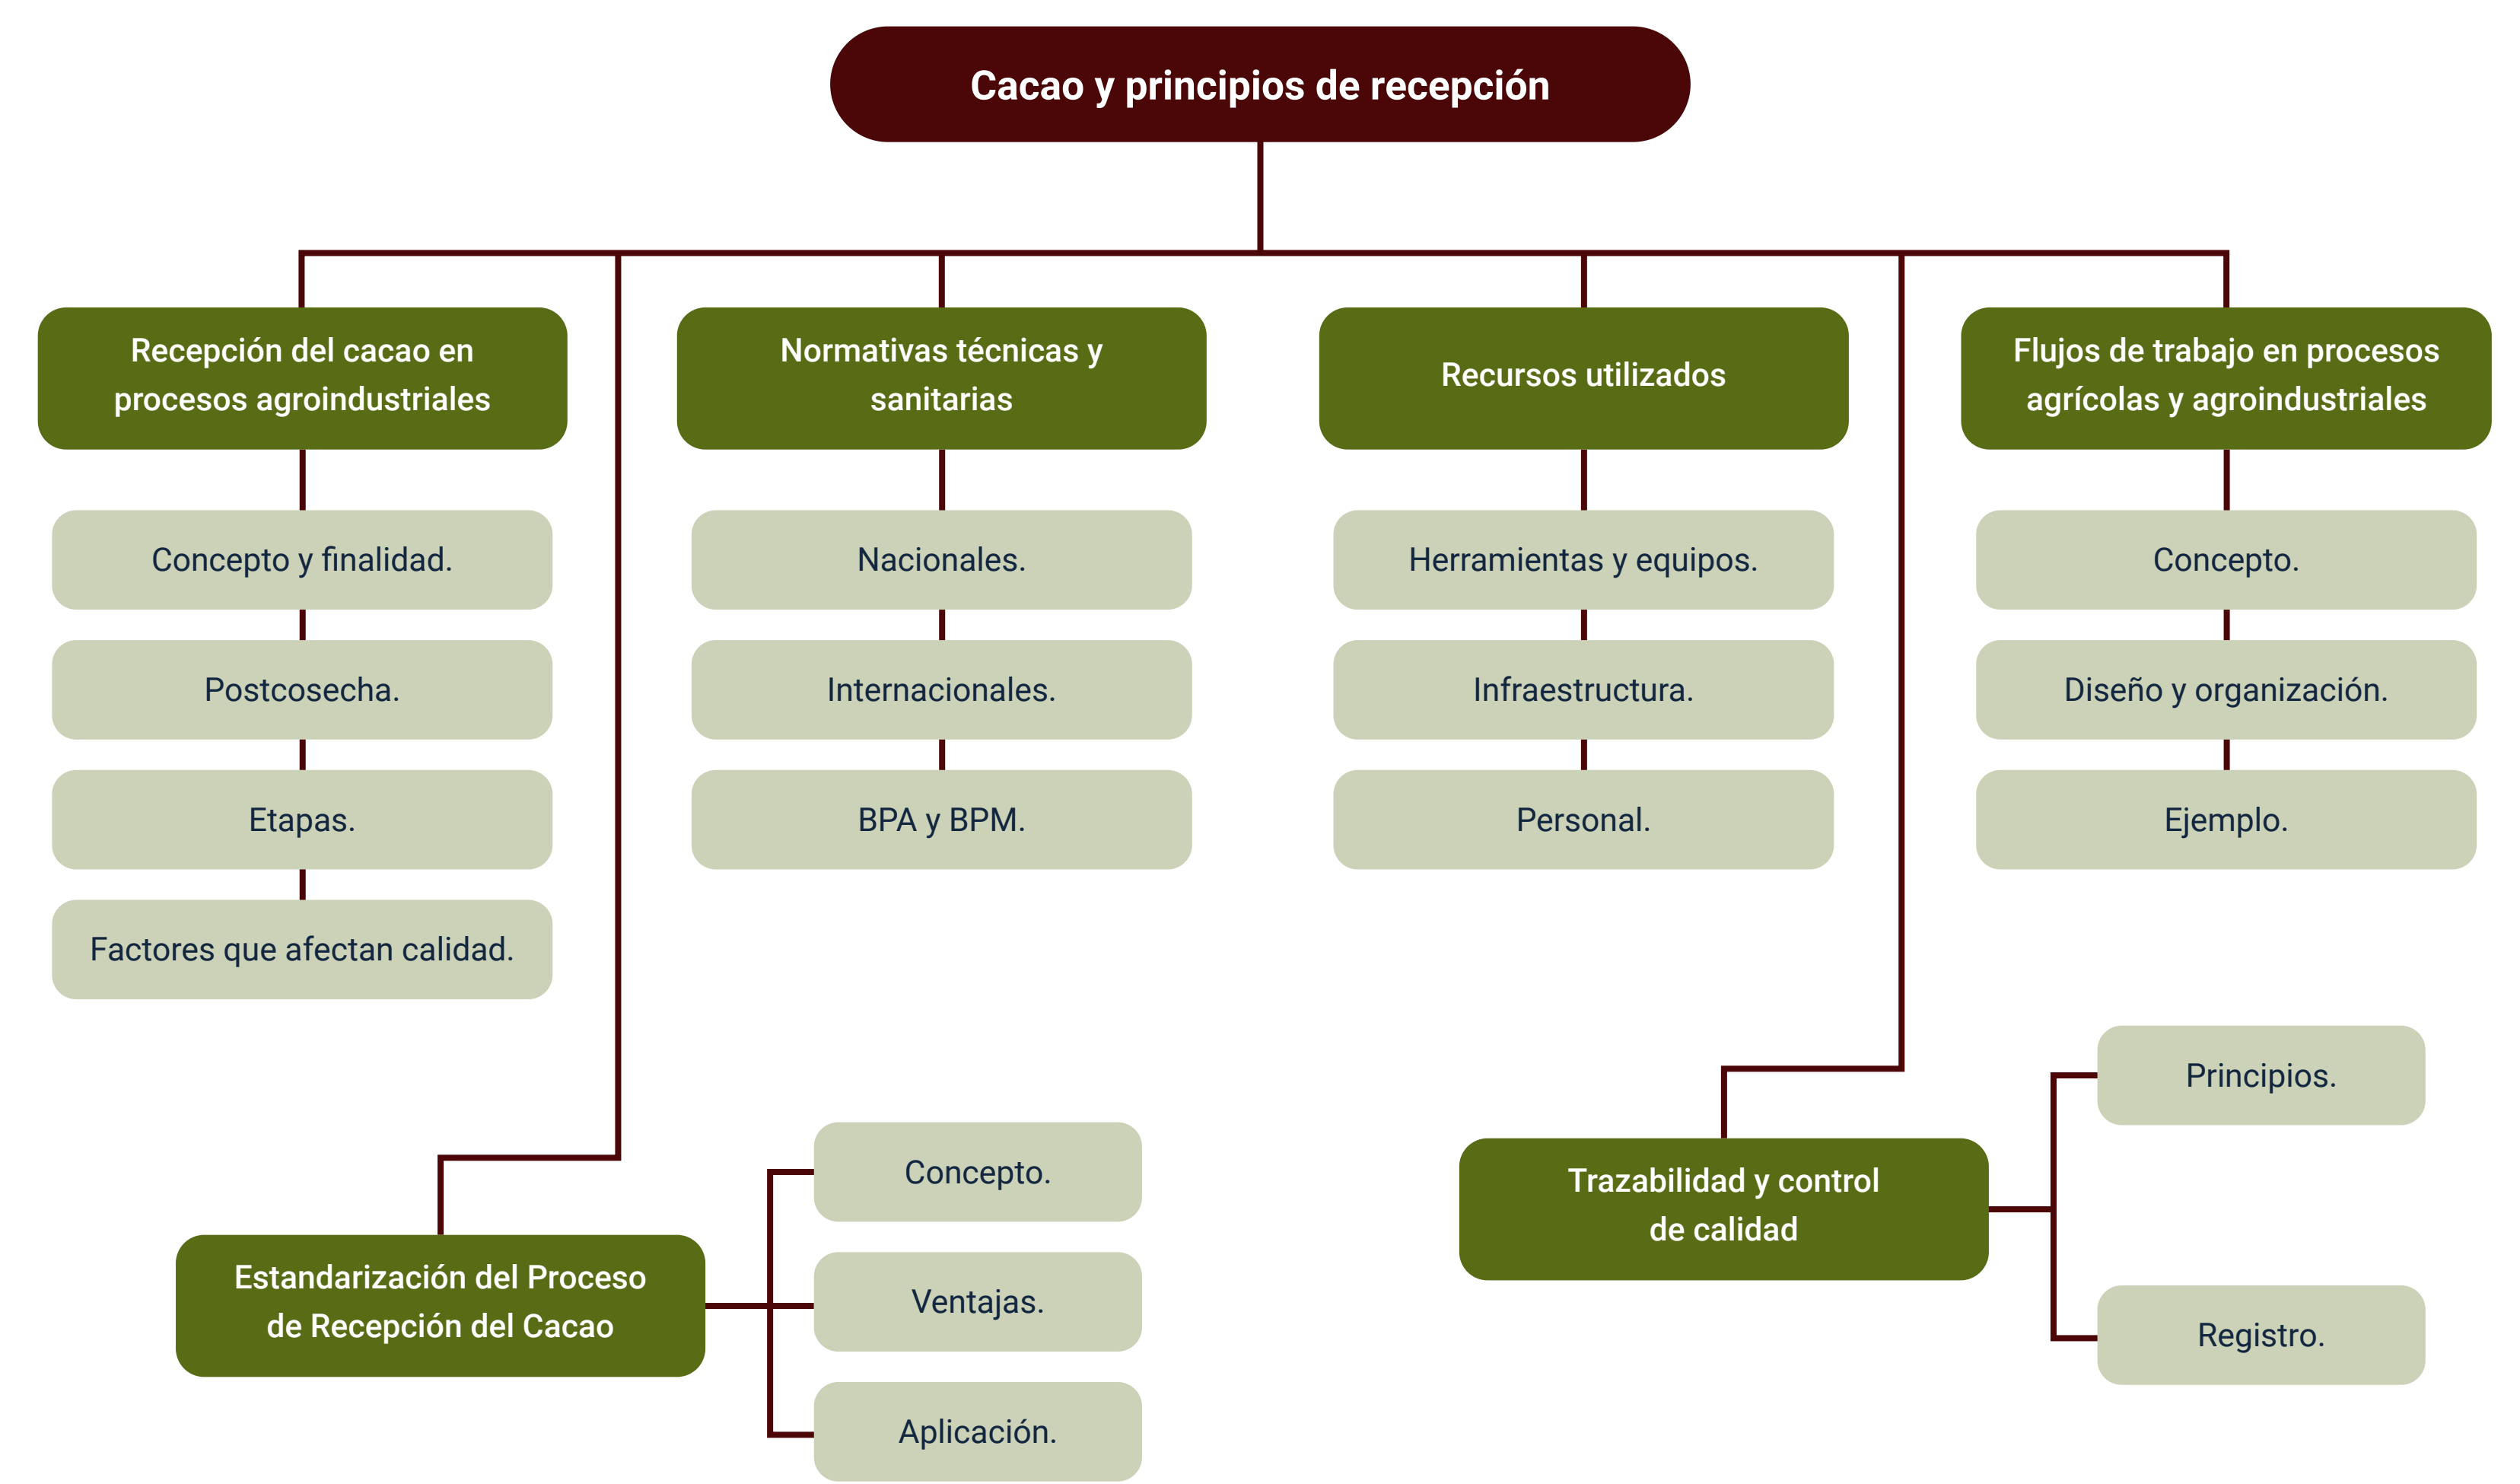 Cacao y principios de recepción
Recepción del cacao en
procesos agroindustriales
Concepto y finalidad.
Postcosecha.
Etapas.
Factores que afectan calidad.
Normativas técnicas y
sanitarias
Nacionales.
Internacionales.
BPA y BPM.
Recursos utilizados
Herramientas y equipos.
Infraestructura.
Personal.
Flujos de trabajo en procesos
agrícolas y agroindustriales
Concepto.
Diseño y organización.
Ejemplo.
Estandarización del Proceso
de Recepción del Cacao
Concepto.
Ventajas.
Aplicación.
Trazabilidad y control
de calidad
Principios.
Registro.